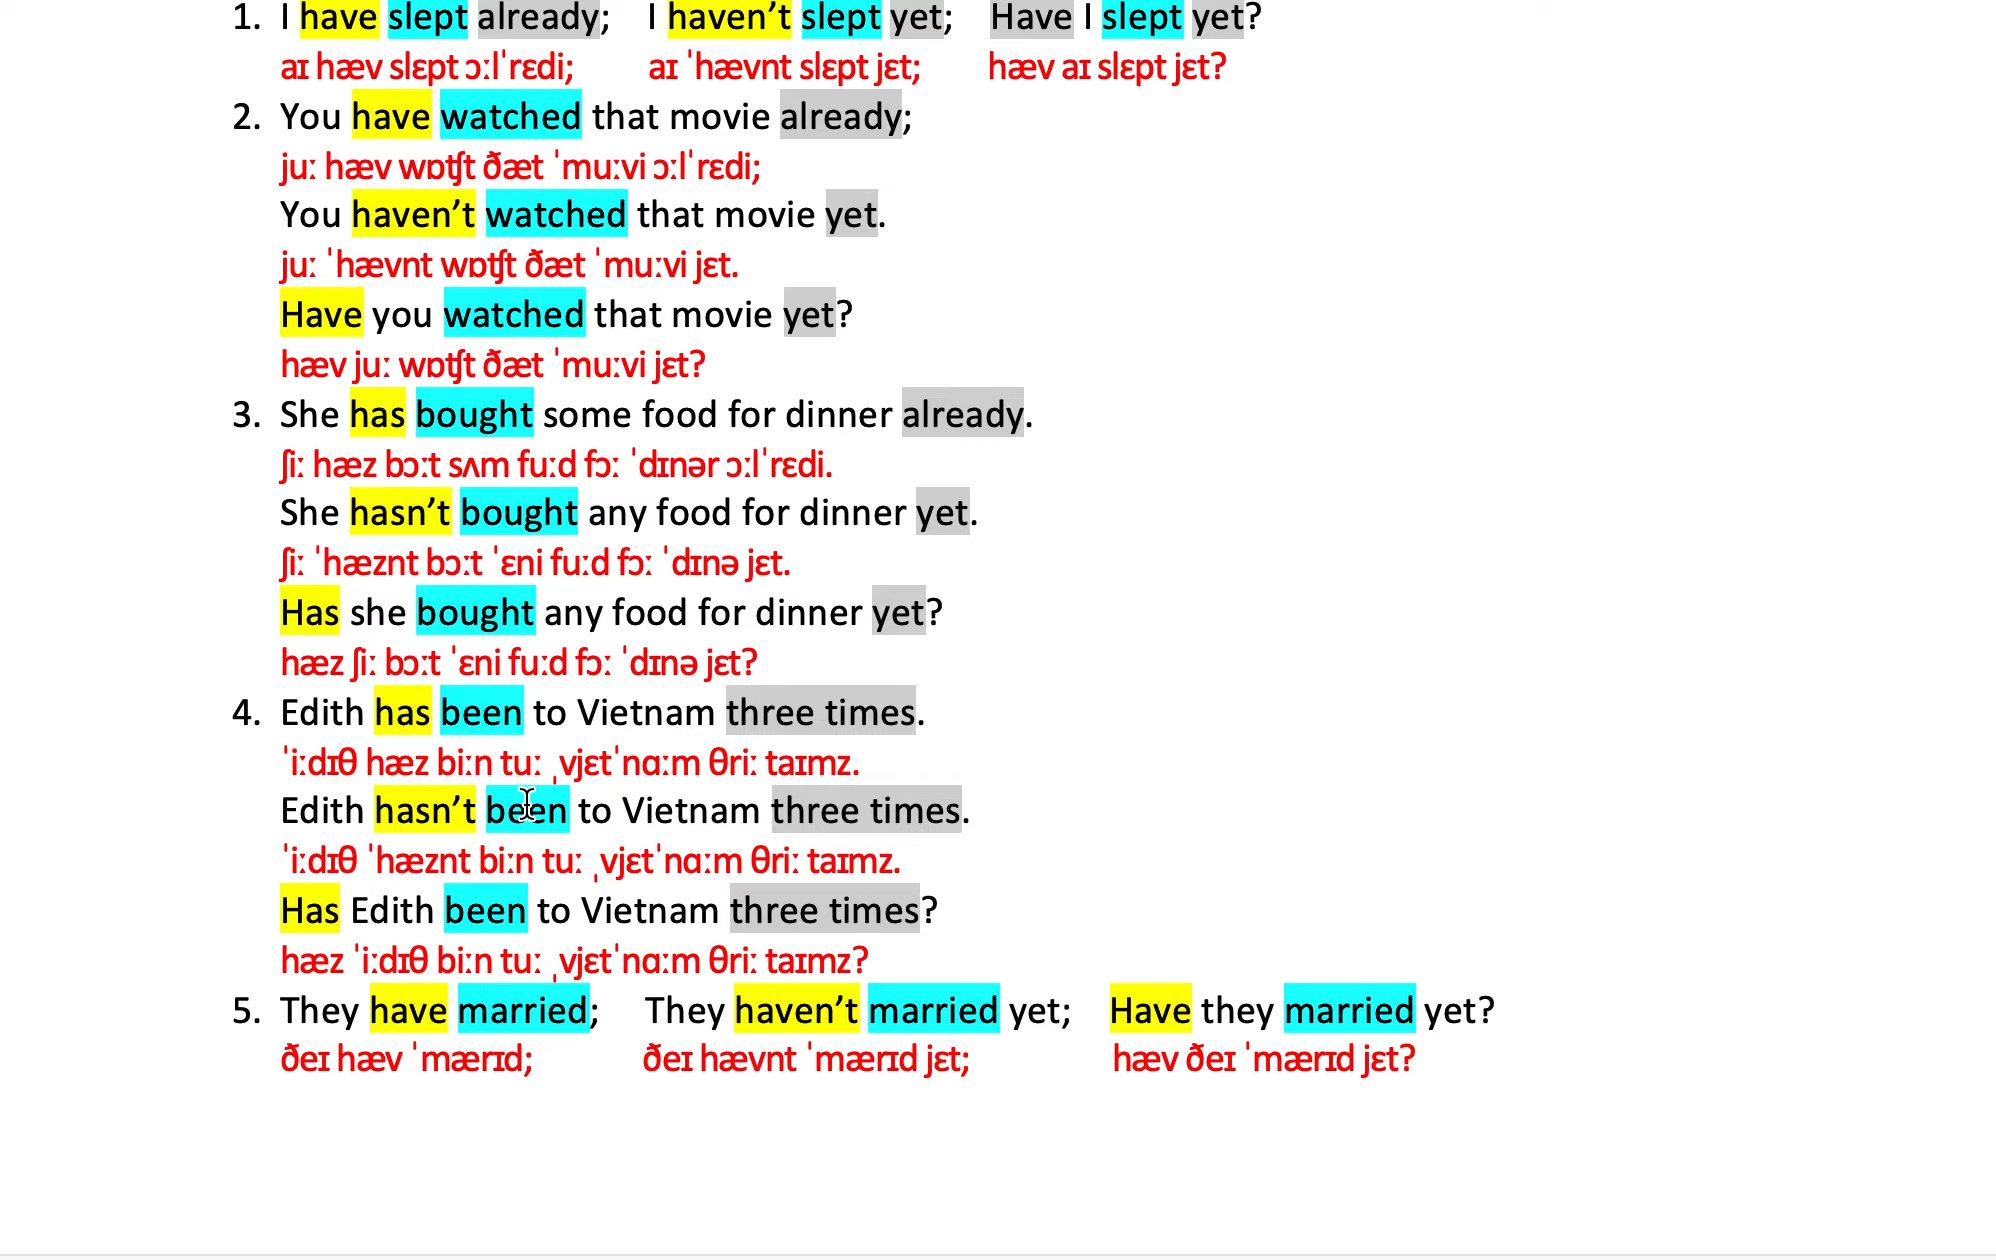 1. I have slept already; I haven’t slept yet; Have I slept yet?
aɪ hæv slɛpt ɔːlˈrɛdi; aɪ ˈhævnt slɛpt jɛt; hæv aɪ slɛpt jɛt?
2. You have watched that movie already;
juː hæv wɒʧt ðæt ˈmuːvi ɔːlˈrɛdi;
You haven’t watched that movie yet.
juː ˈhævnt wɒʧt ðæt ˈmuːvi jɛt.
Have you watched that movie yet?
hæv juː wɒʧt ðæt ˈmuːvi jɛt?
3. She has bought some food for dinner already.
ʃiː hæz bɔːt sʌm fuːd fɔː ˈdɪnər ɔːlˈrɛdi.
She hasn’t bought any food for dinner yet.
ʃiː ˈhæznt bɔːt ˈɛni fuːd fɔː ˈdɪnə jɛt.
Has she bought any food for dinner yet?
hæz ʃiː bɔːt ˈɛni fuːd fɔː ˈdɪnə jɛt?
4. Edith has been to Vietnam three times.
ˈiːdɪθ hæz biːn tuː ˌvjɛtˈnɑːm θriː taɪmz.
Edith hasn’t been to Vietnam three times.
ˈiːdɪθ ˈhæznt biːn tuː ˌvjɛtˈnɑːm θriː taɪmz.
Has Edith been to Vietnam three times?
hæz ˈiːdɪθ biːn tuː ˌvjɛtˈnɑːm θriː taɪmz?
5. They have married; They haven’t married yet; Have they married yet?
ðeɪ hæv ˈmærɪd; ðeɪ hævnt ˈmærɪd jɛt; hæv ðeɪ ˈmærɪd jɛt?